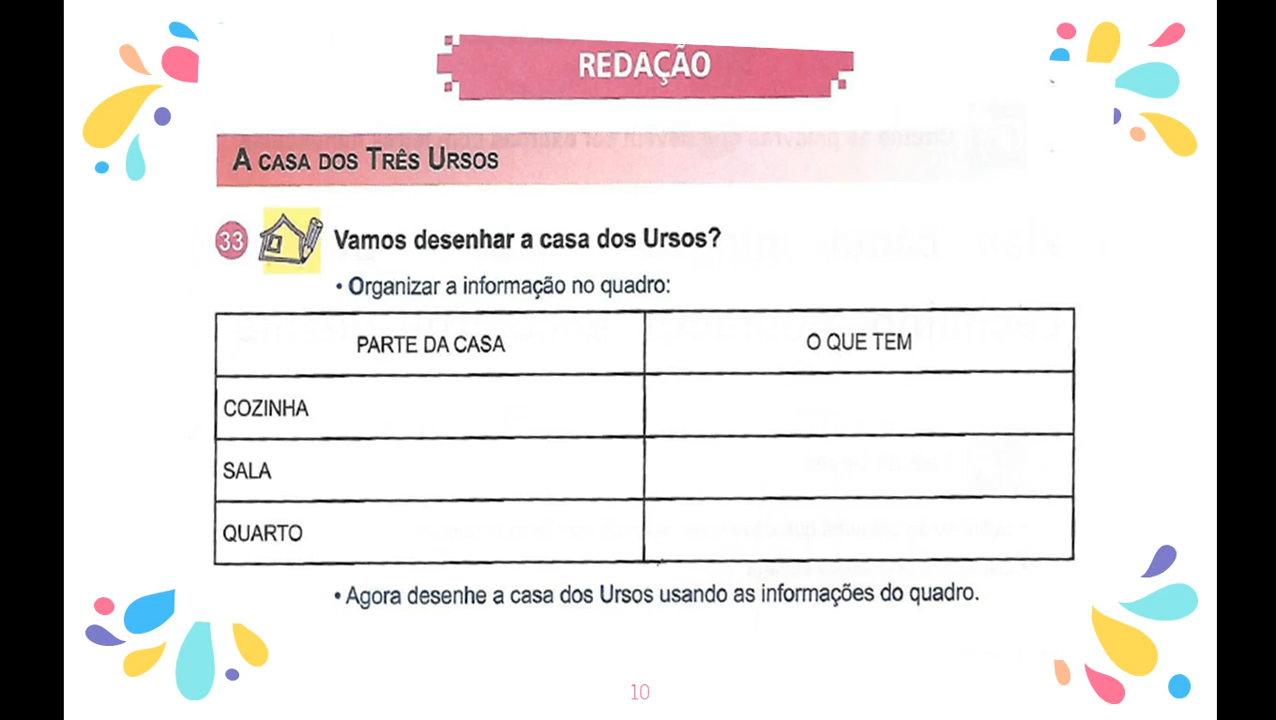 REDAÇÃO
A CASA DOS TRÊS URSOS
33 Vamos desenhar a casa dos Ursos?
• Organizar a informação no quadro:
PARTE DA CASA O QUE TEM
COZINHA
SALA
QUARTO
• Agora desenhe a casa dos Ursos usando as informações do quadro.
10